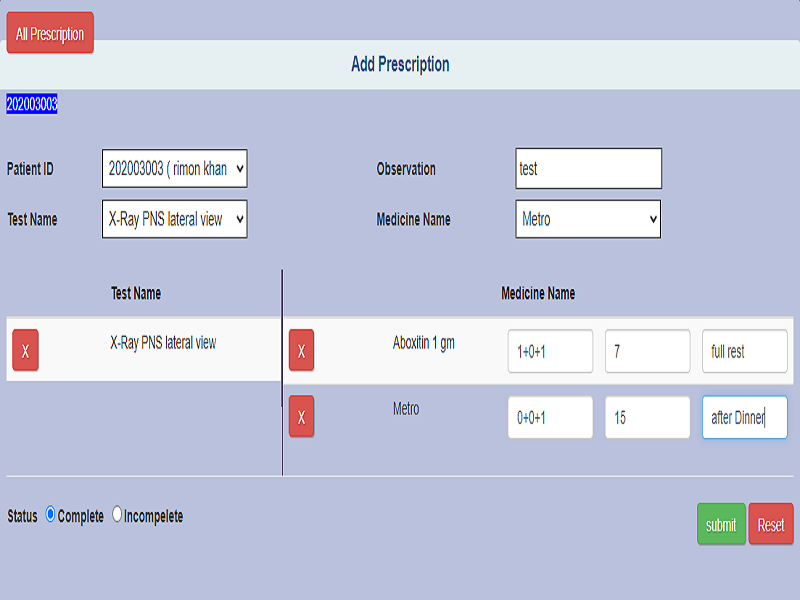 All Prescription
Add Prescription
202003003
Patient ID 202003003 ( rimon khan Observation test
Test Name X-Ray PNS lateral view Medicine Name Metro
Test Name Medicine Name
X X-Ray PNS lateral view X Aboxitin 1 gm 1+0+1 7 full rest
X Metro 0+0+1 15 after Dinner
Status Complete Incompelete submit Reset